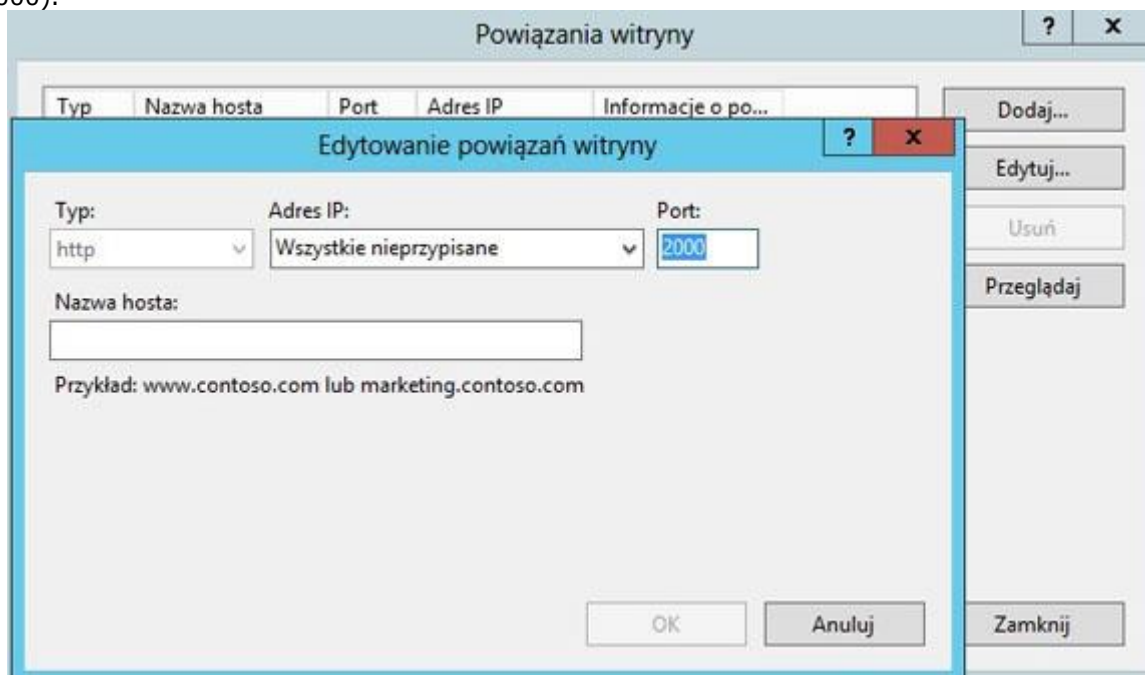 Powiązania witryny
? x
Typ Nazwa hosta Port Adres IP Informacje o po...
Dodaj...
Edytowanie powiązań witryny
? x
Edytuj...
Typ: Adres IP: Port:
Usuń
http Wszystkie nieprzypisane 2000
Przeglądaj
Nazwa hosta:
Przykład: www.contoso.com lub marketing.contoso.com
OK Anuluj Zamknij